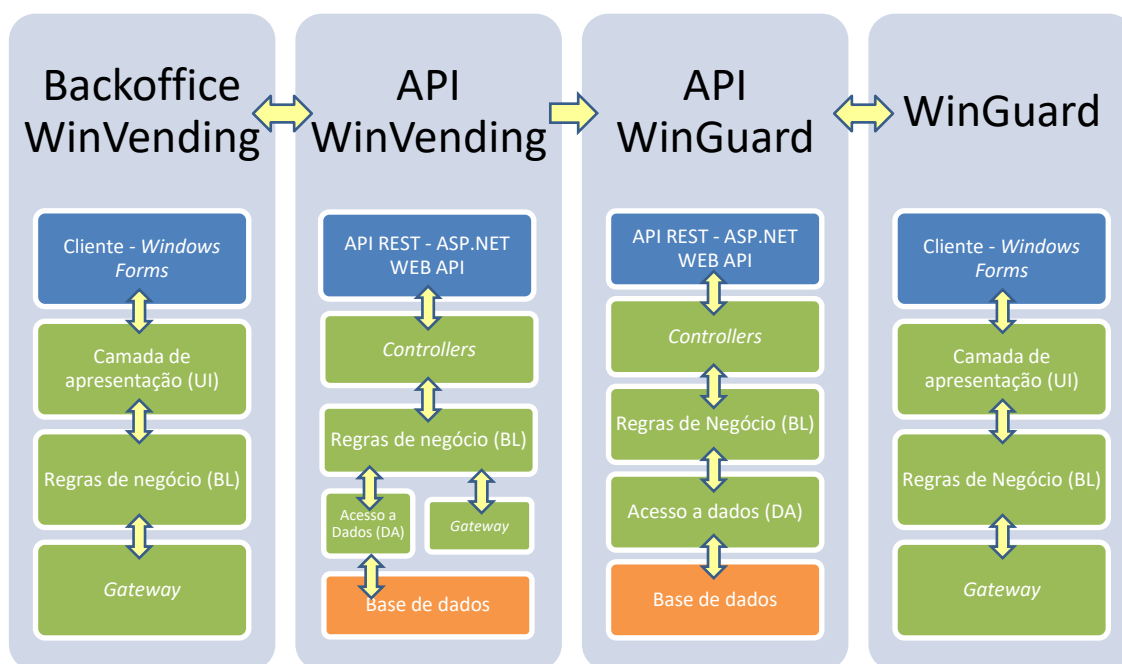 Backoffice
WinVending
Cliente - Windows
Forms
Camada de
apresentação (UI)
Regras de negócio (BL)
Gateway
API
WinVending
API REST - ASP.NET
WEB API
Controllers
Regras de negócio (BL)
Acesso a
Dados (DA)
Gateway
Base de dados
API
WinGuard
API REST - ASP.NET
WEB API
Controllers
Regras de Negócio (BL)
Acesso a dados (DA)
Base de dados
WinGuard
Cliente - Windows
Forms
Camada de
apresentação (UI)
Regras de Negócio (BL)
Gateway